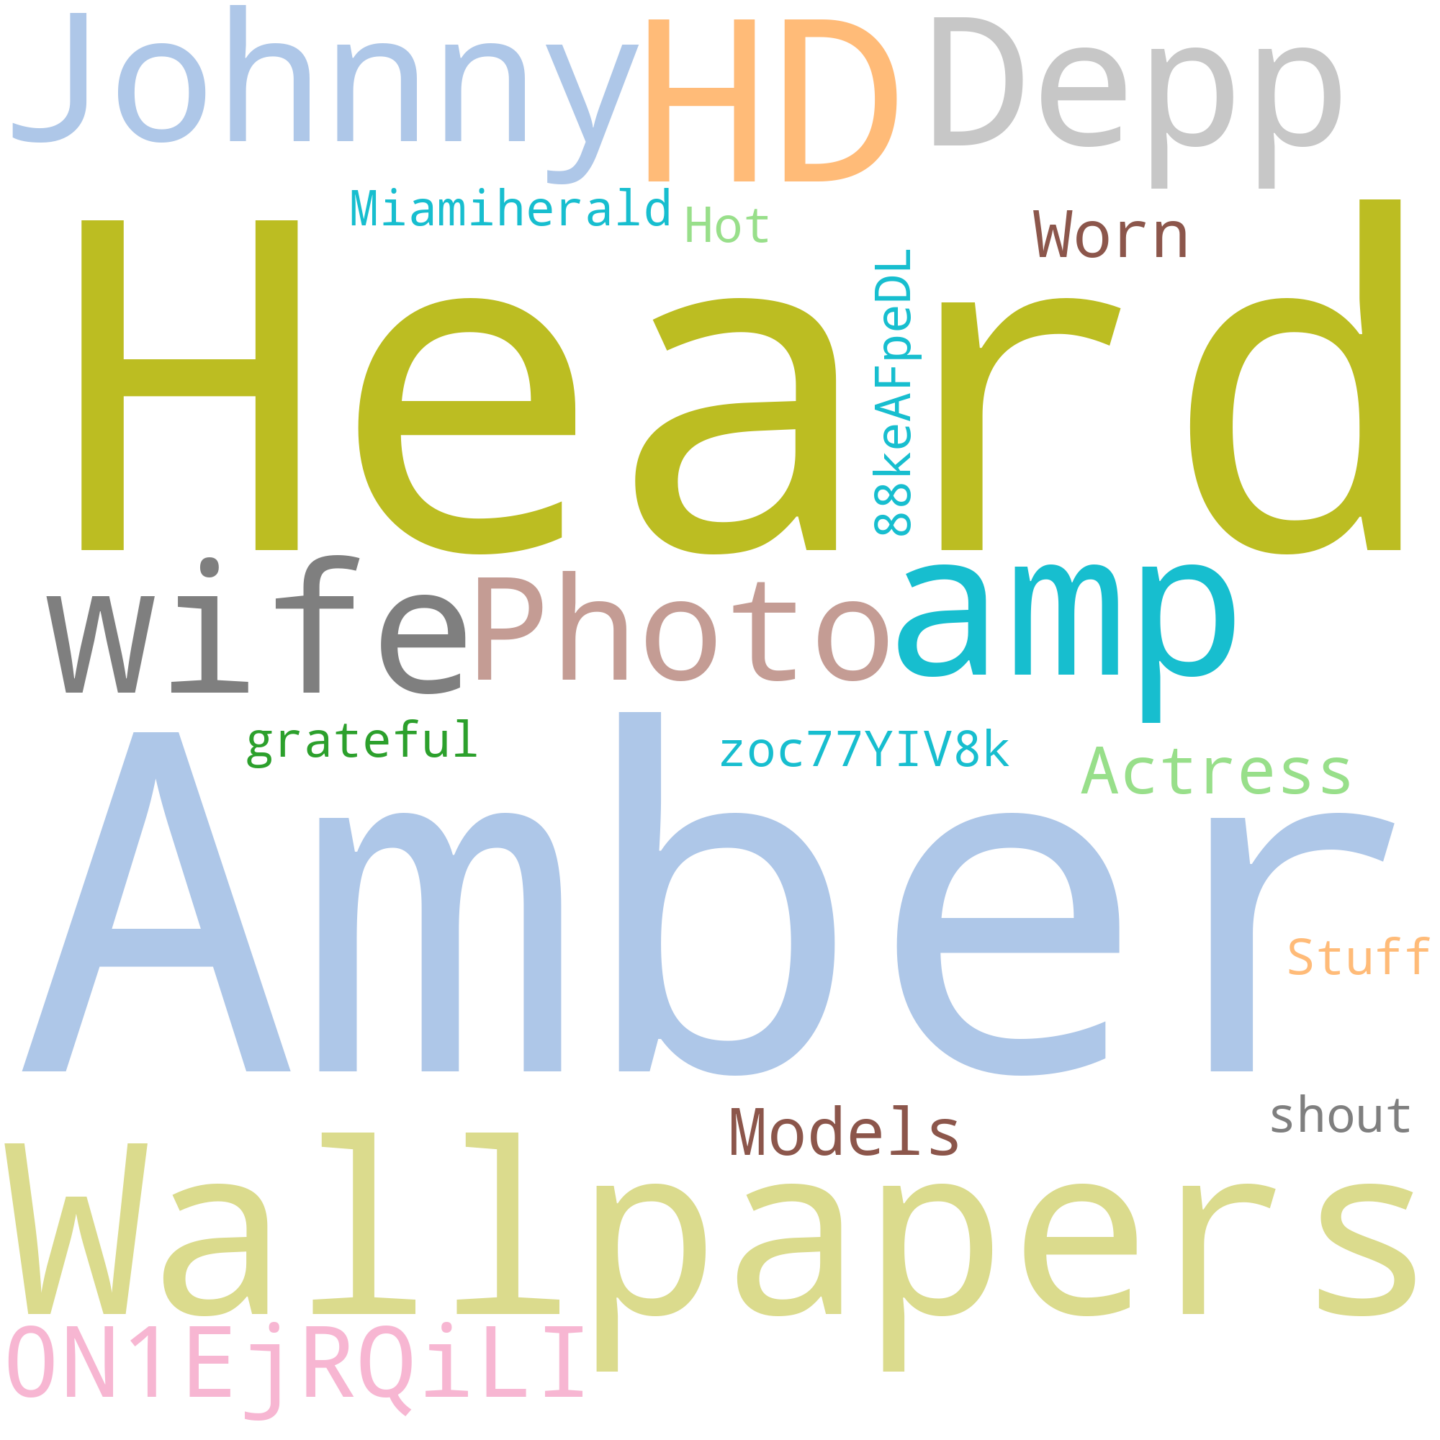 Johnny HD Depp
Miamiherald Hot Worn
Heard
88keAFpeDL
wife Photo amp
grateful zoc77YIV8k Actress
Amber
Stuff
Models shout
Wallpapers
0N1EjRQiLI